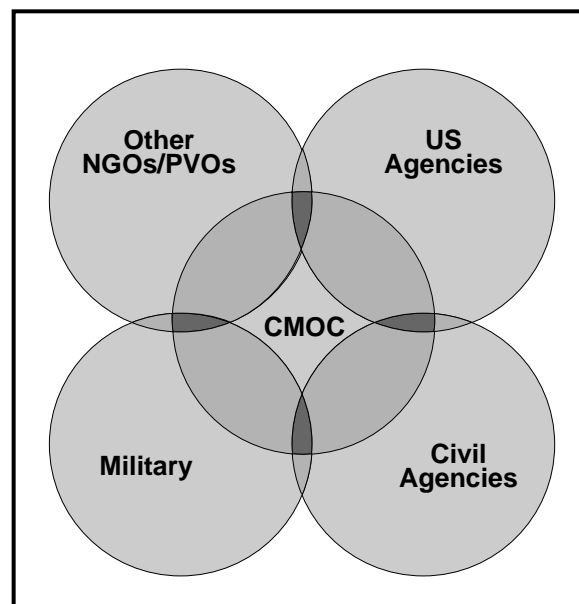 Other
NGOs/PVOs
US
Agencies
CMOC
Military
Civil
Agencies